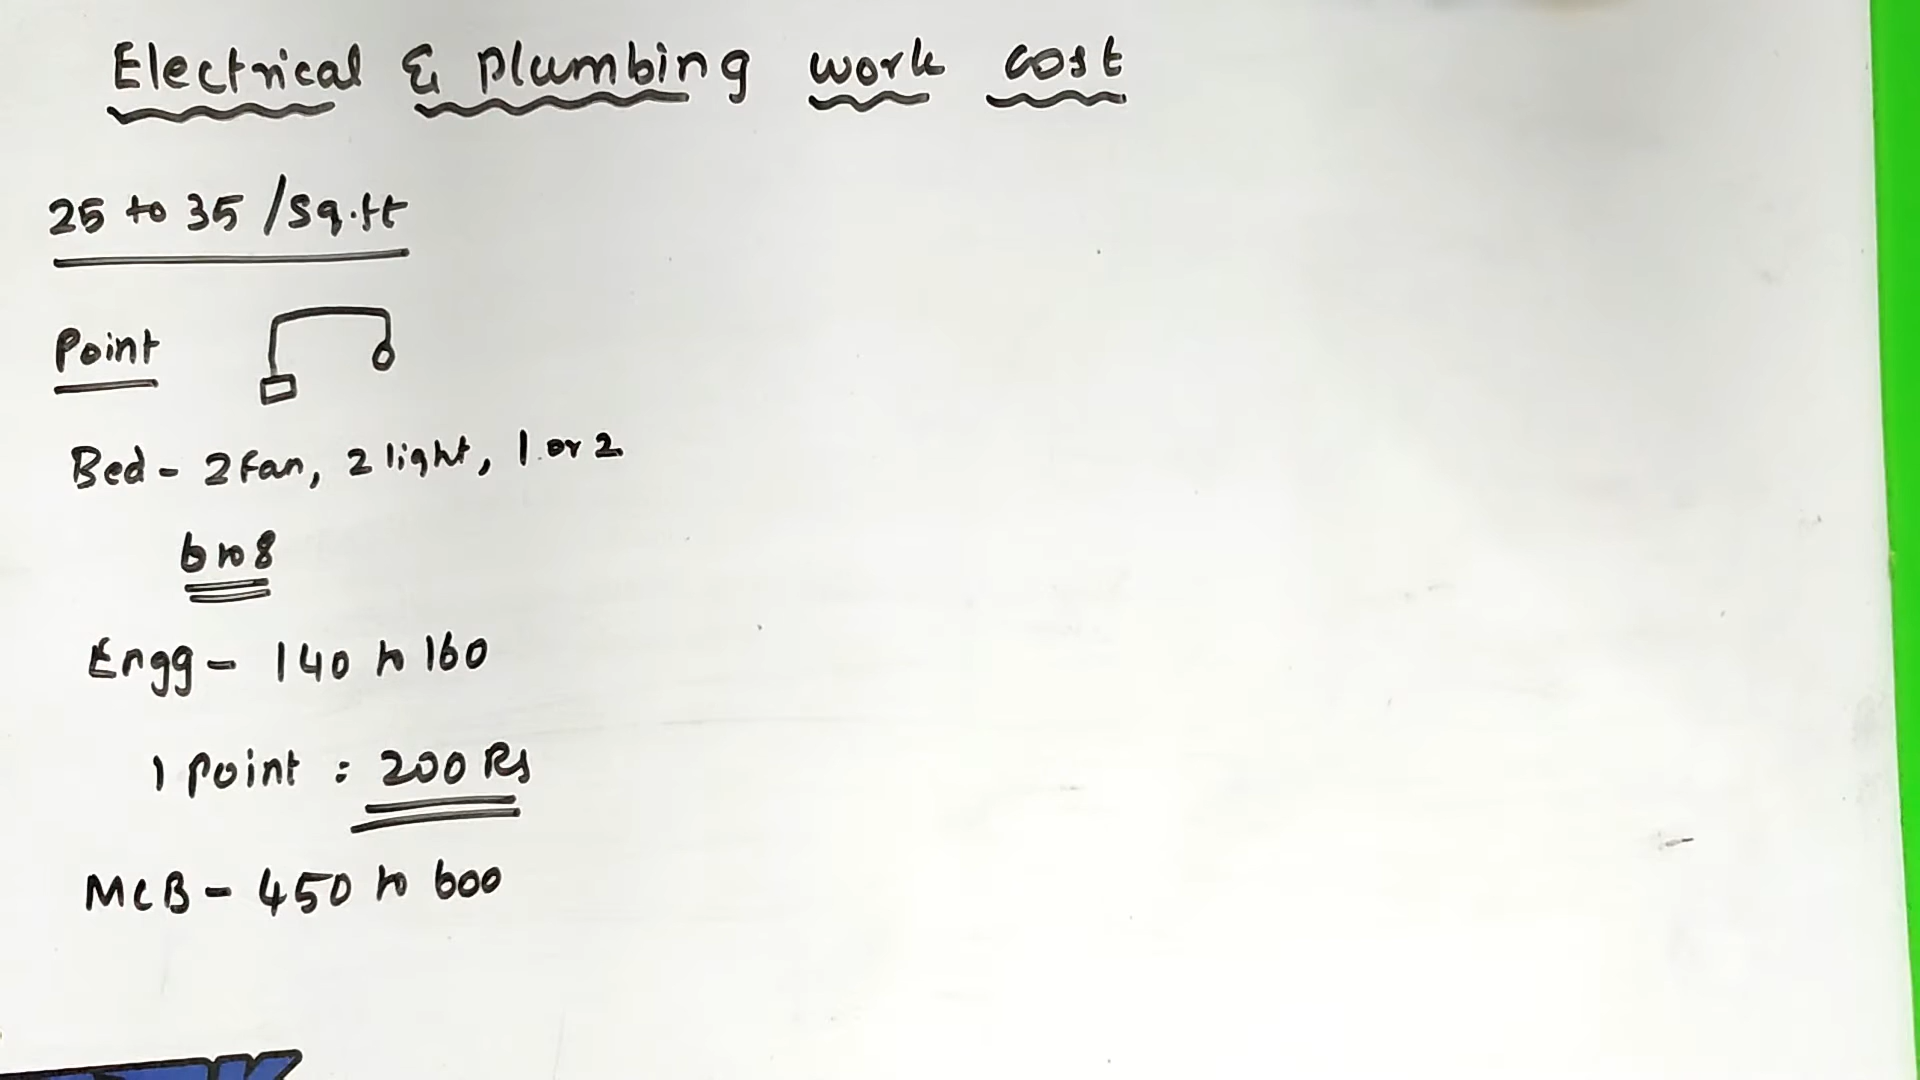 Electrical & Plumbing work cost
25 to 35 /Sq.ft
Point
Bed - 2 Fan, 2 light, 1 or 2
6 to 8
Engg - 140 to 160
1 Point : 200 Rs
MCB - 450 to 600